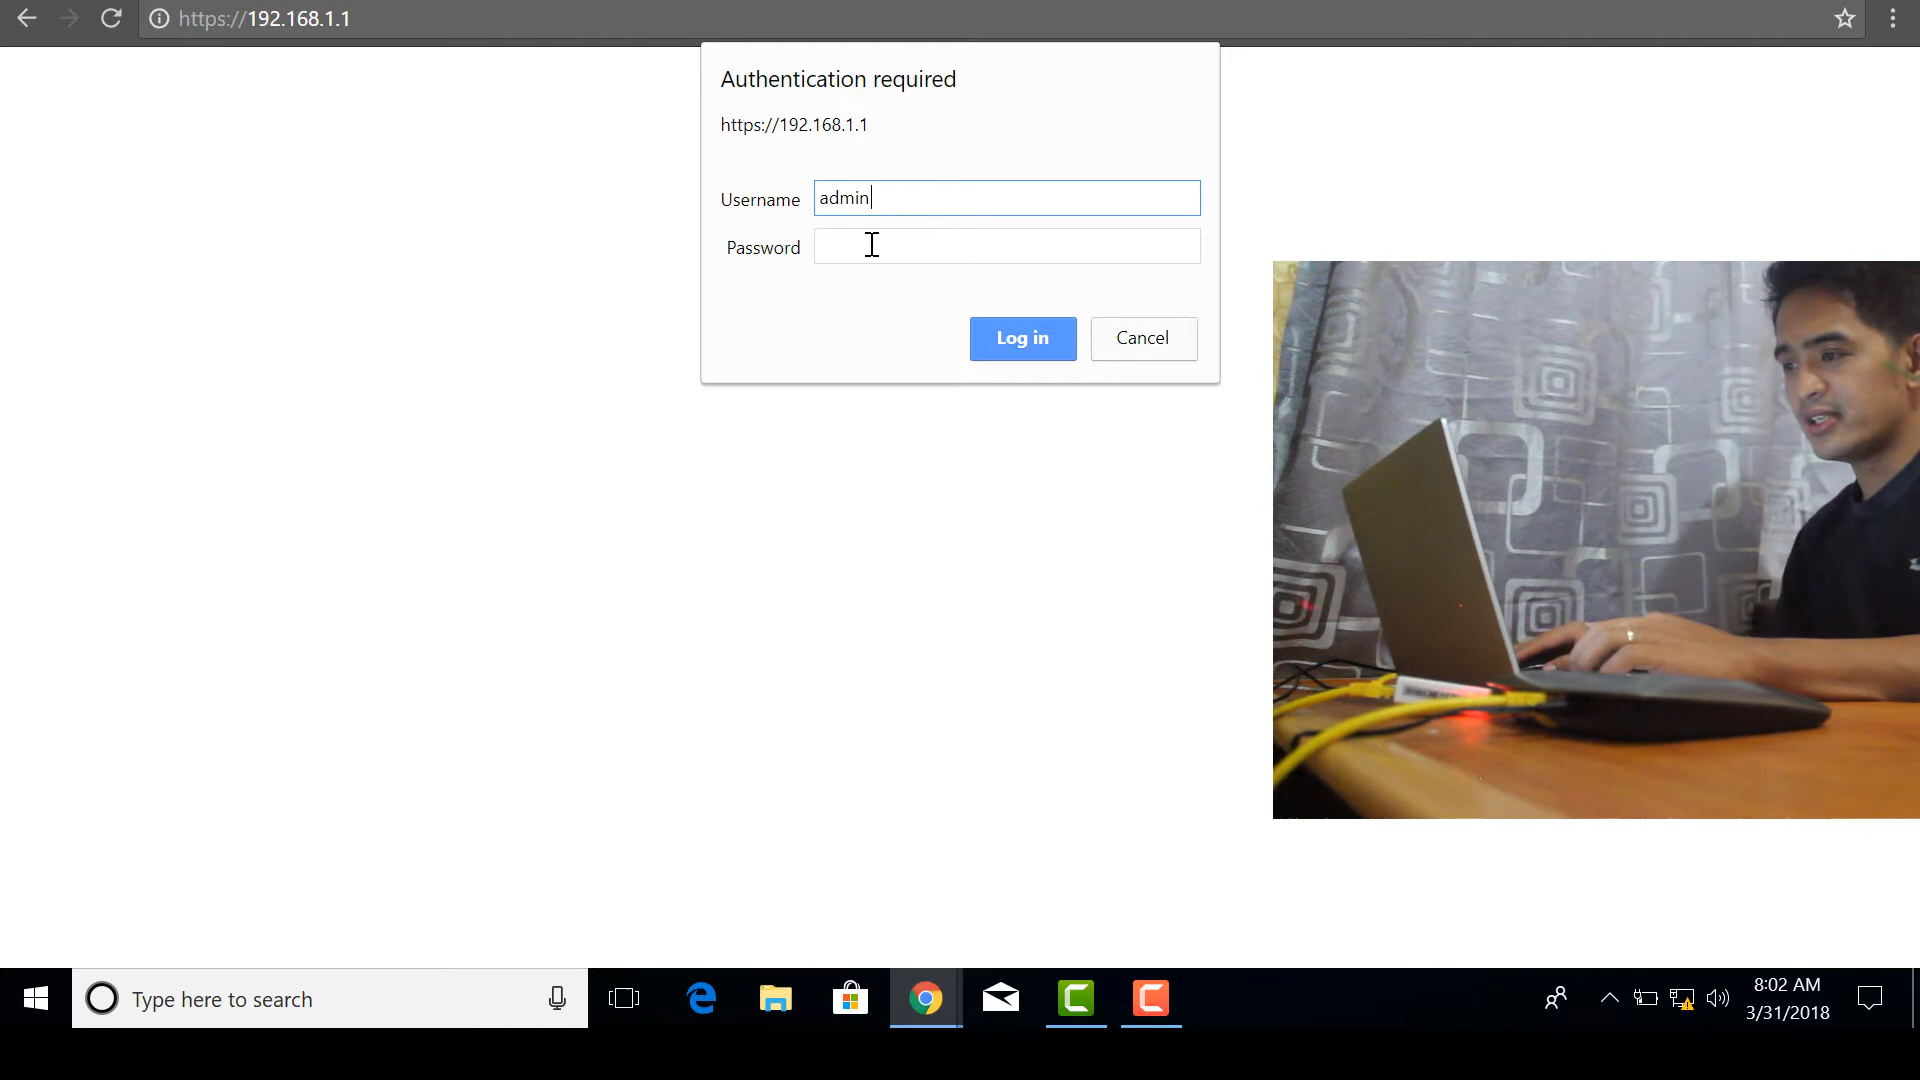 https://192.168.1.1
Authentication required
https://192.168.1.1
Username admin
Password
Log in Cancel
Type here to search
8:02 AM
3/31/2018